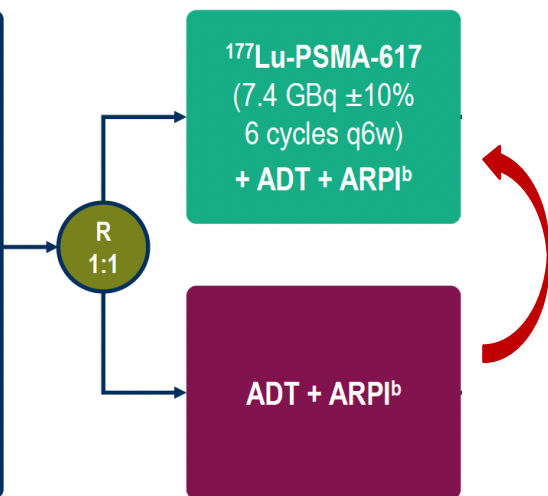 ¹⁷⁷Lu-PSMA-617
(7.4 GBq ±10%
6 cycles q6w)
+ ADT + ARPIᵇ
R
1:1
ADT + ARPIᵇ